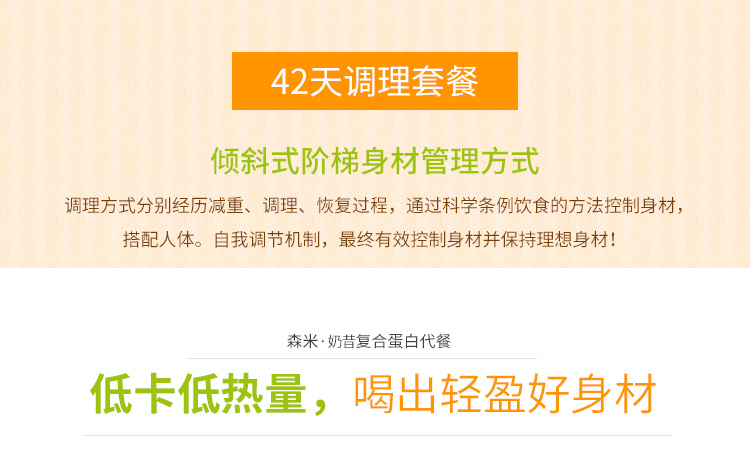 42天调理套餐
倾斜式阶梯身材管理方式
调理方式分别经历减重、调理、恢复过程，通过科学条例饮食的方法控制身材，
搭配人体。自我调节机制，最终有效控制身材并保持理想身材！
森米·奶昔复合蛋白代餐
低卡低热量，喝出轻盈好身材